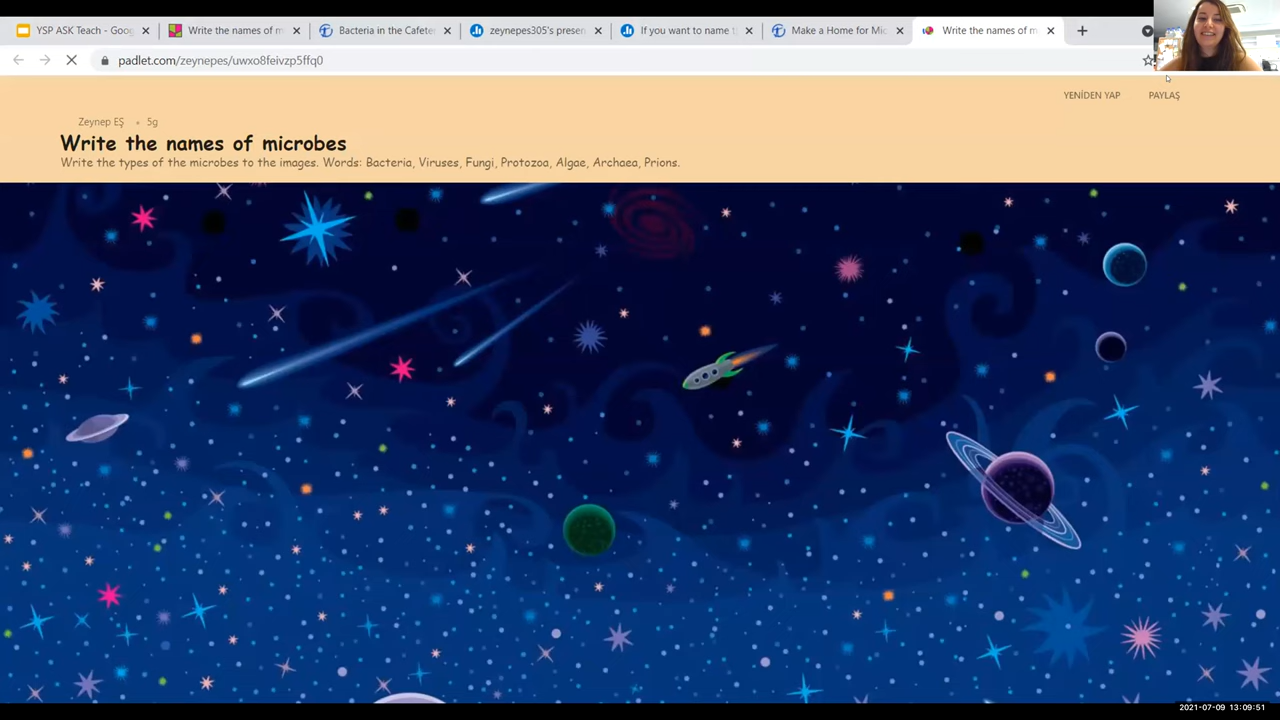 YSP ASK Teach - Goog
Write the names of m
Bacteria in the Cafete
zeynepes305's presen
If you want to name t
Make a Home for Mic
Write the names of m
padlet.com/zeynepes/uwxo8feivzp5ffq0
YENİDEN YAP
PAYLAŞ
Zeynep EŞ • 5g
Write the names of microbes
Write the types of the microbes to the images. Words: Bacteria, Viruses, Fungi, Protozoa, Algae, Archaea, Prions.
2021-07-09 13:09:51